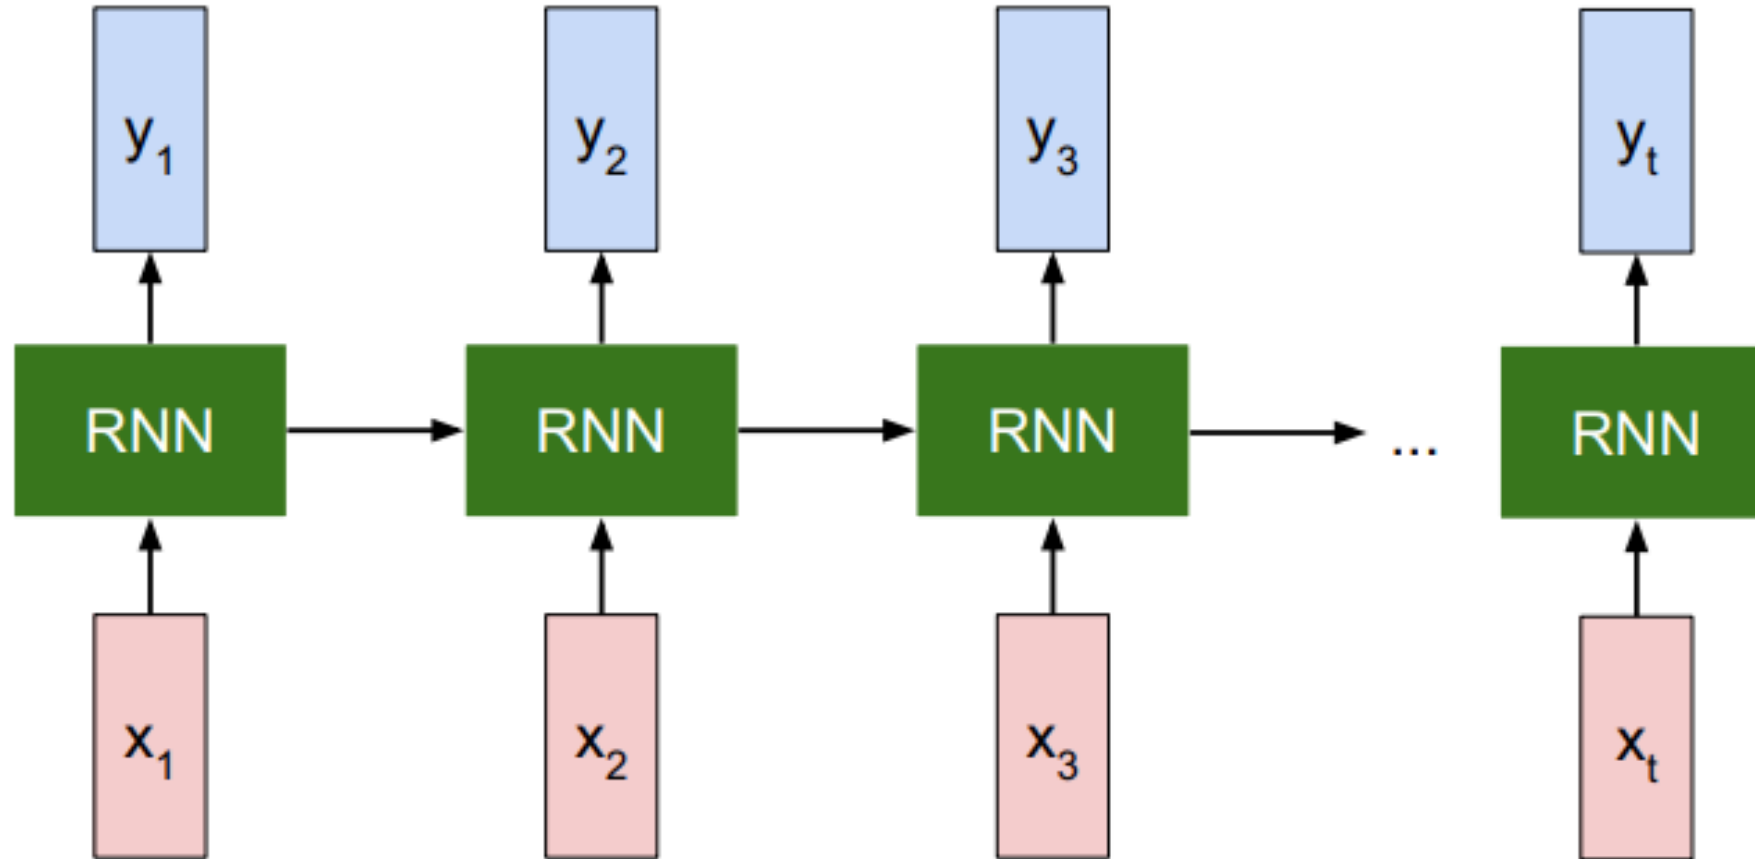 y₁ y₂ y₃ yₜ
RNN RNN RNN ... RNN
x₁ x₂ x₃ xₜ